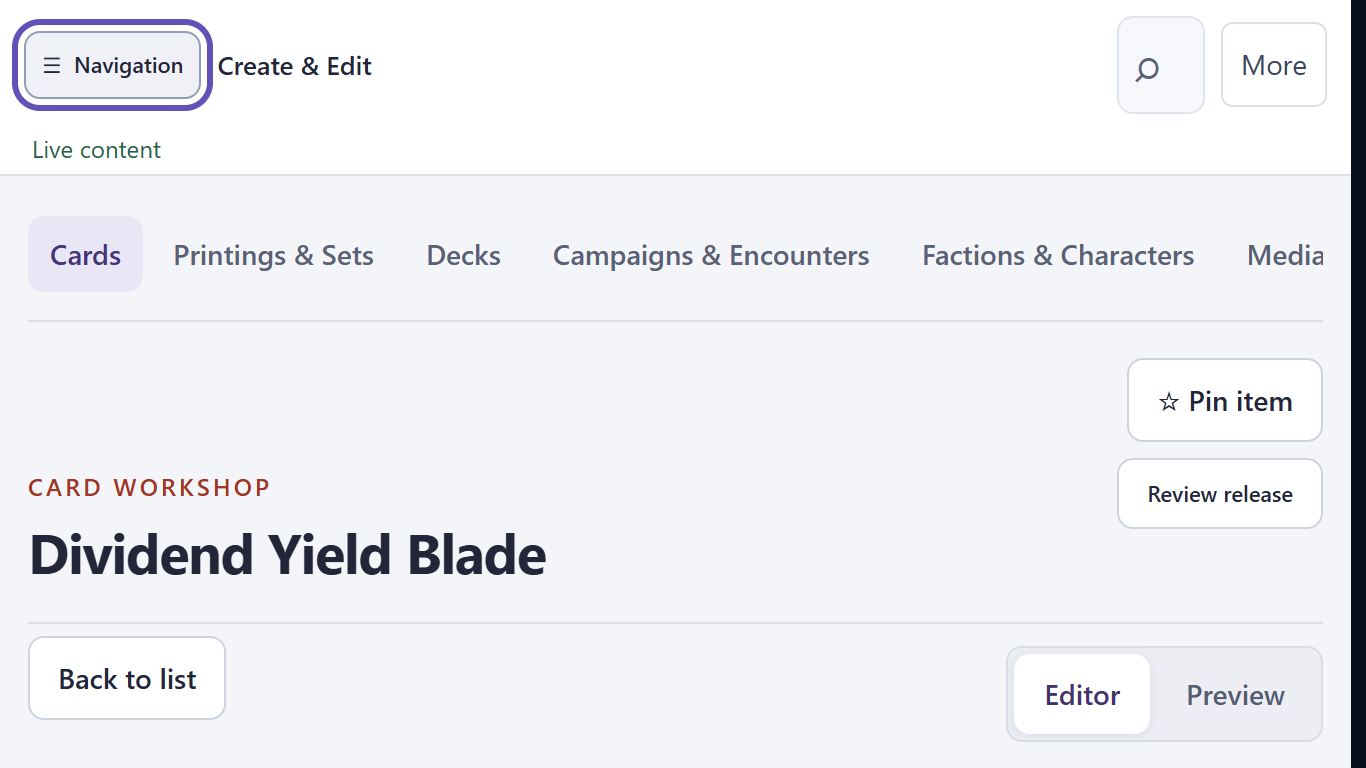 ☰ Navigation Create & Edit
More
Live content
Cards Printings & Sets Decks Campaigns & Encounters Factions & Characters Media
☆ Pin item
Review release
CARD WORKSHOP
Dividend Yield Blade
Back to list
Editor Preview